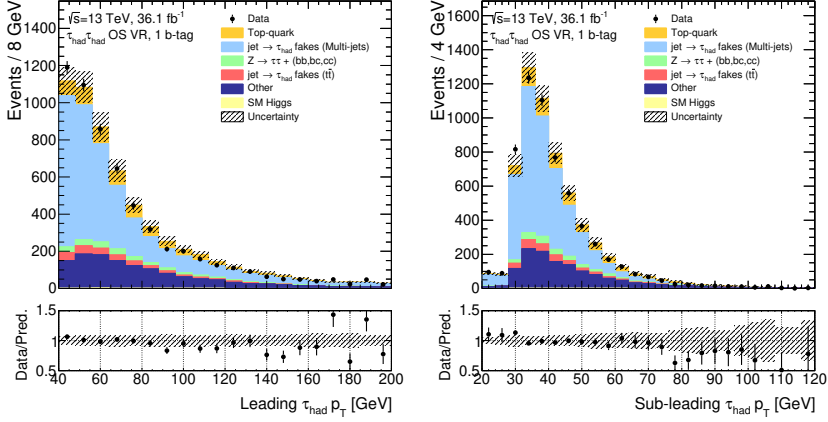 √s=13 TeV, 36.1 fb⁻¹
τhadτhad OS VR, 1 b-tag
Data
Top-quark
jet → τhad fakes (Multi-jets)
Z → ττ + (bb,bc,cc)
jet → τhad fakes (tt̄)
Other
SM Higgs
Uncertainty
Events / 8 GeV
1400
1200
1000
800
600
400
200
0
Data/Pred.
1.5
1
0.5
40 60 80 100 120 140 160 180 200
Leading τhad pT [GeV]
√s=13 TeV, 36.1 fb⁻¹
τhadτhad OS VR, 1 b-tag
Data
Top-quark
jet → τhad fakes (Multi-jets)
Z → ττ + (bb,bc,cc)
jet → τhad fakes (tt̄)
Other
SM Higgs
Uncertainty
Events / 4 GeV
1600
1400
1200
1000
800
600
400
200
0
Data/Pred.
1.5
1
0.5
20 30 40 50 60 70 80 90 100 110 120
Sub-leading τhad pT [GeV]